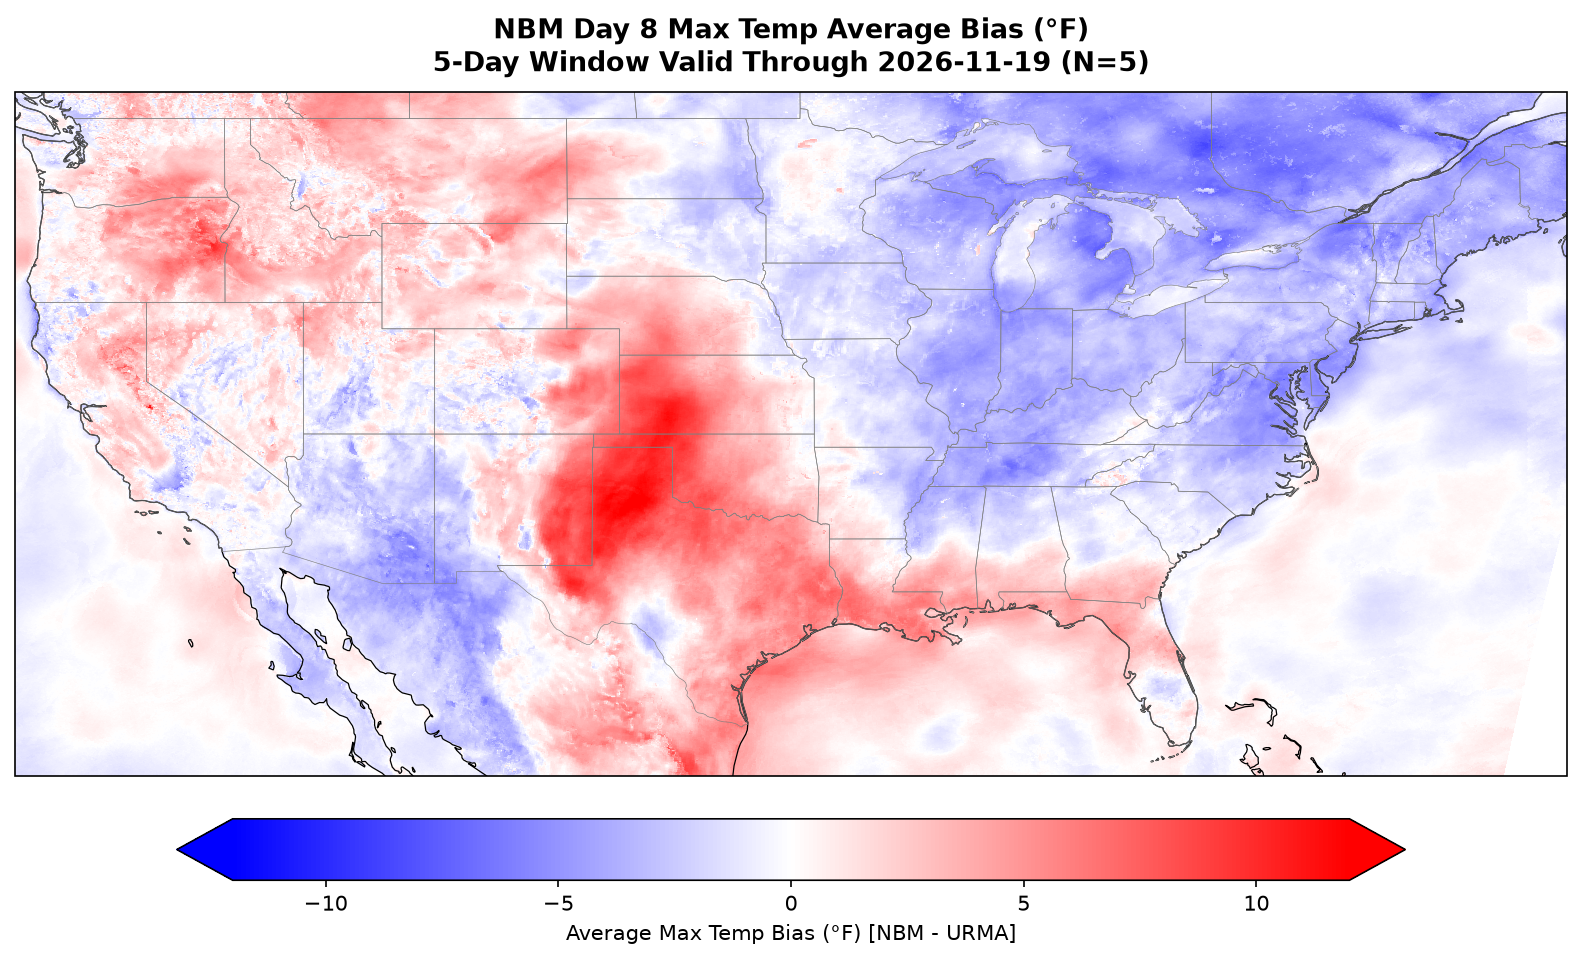 NBM Day 8 Max Temp Average Bias (°F)
5-Day Window Valid Through 2026-11-19 (N=5)
−10 −5 0 5 10
Average Max Temp Bias (°F) [NBM - URMA]